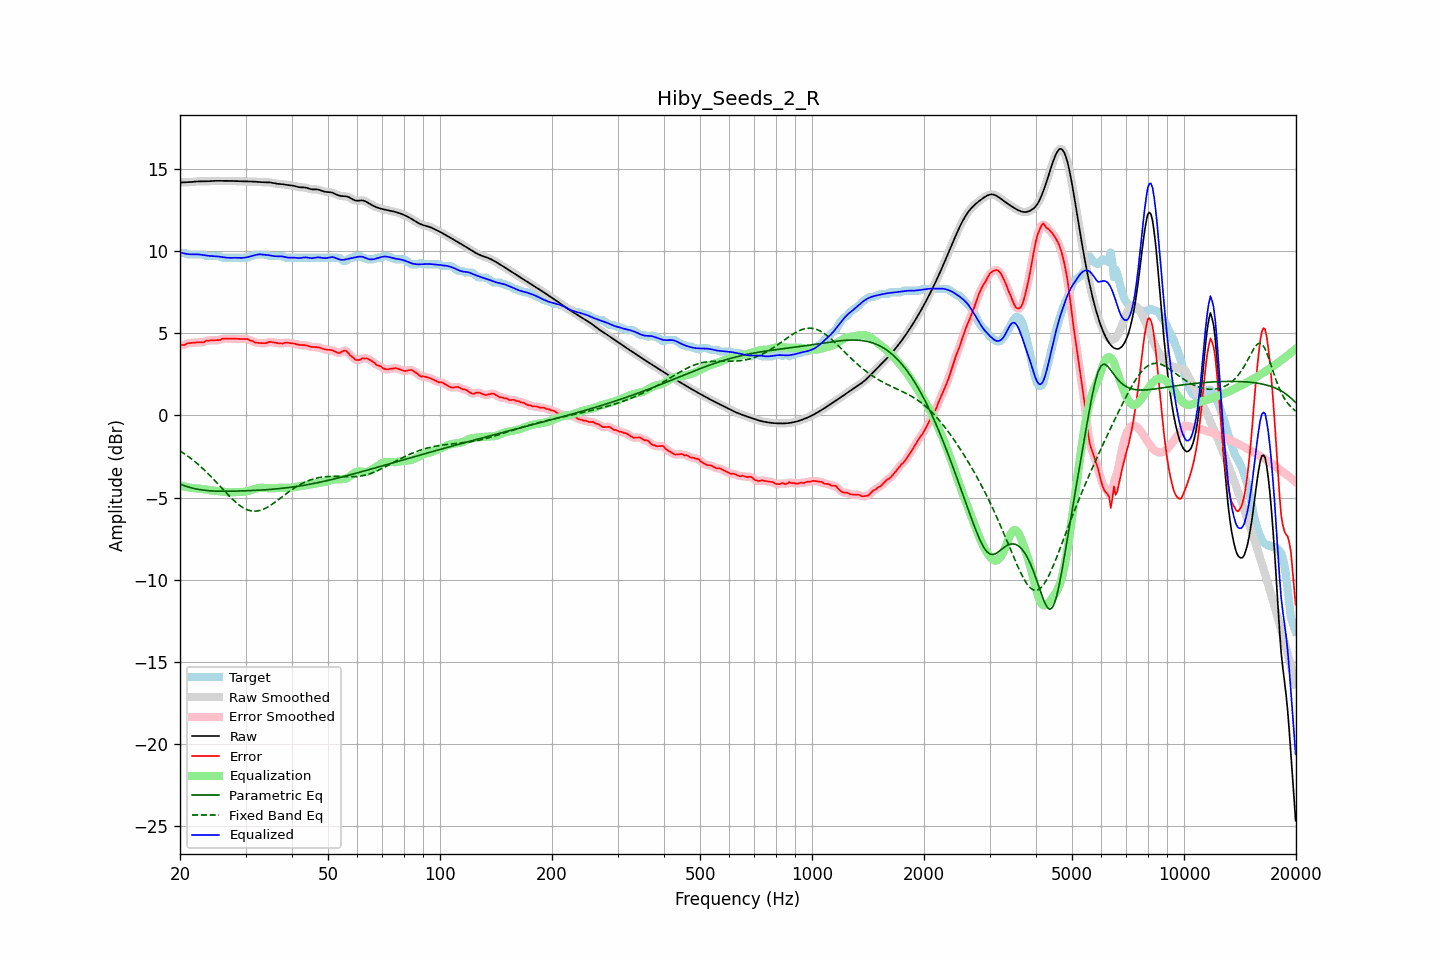 Hiby_Seeds_2_R
Amplitude (dBr)
15
10
5
0
−5
−10
−15
−20
−25
Target
Raw Smoothed
Error Smoothed
Raw
Error
Equalization
Parametric Eq
Fixed Band Eq
Equalized
20 50 100 200 500 1000 2000 5000 10000 20000
Frequency (Hz)